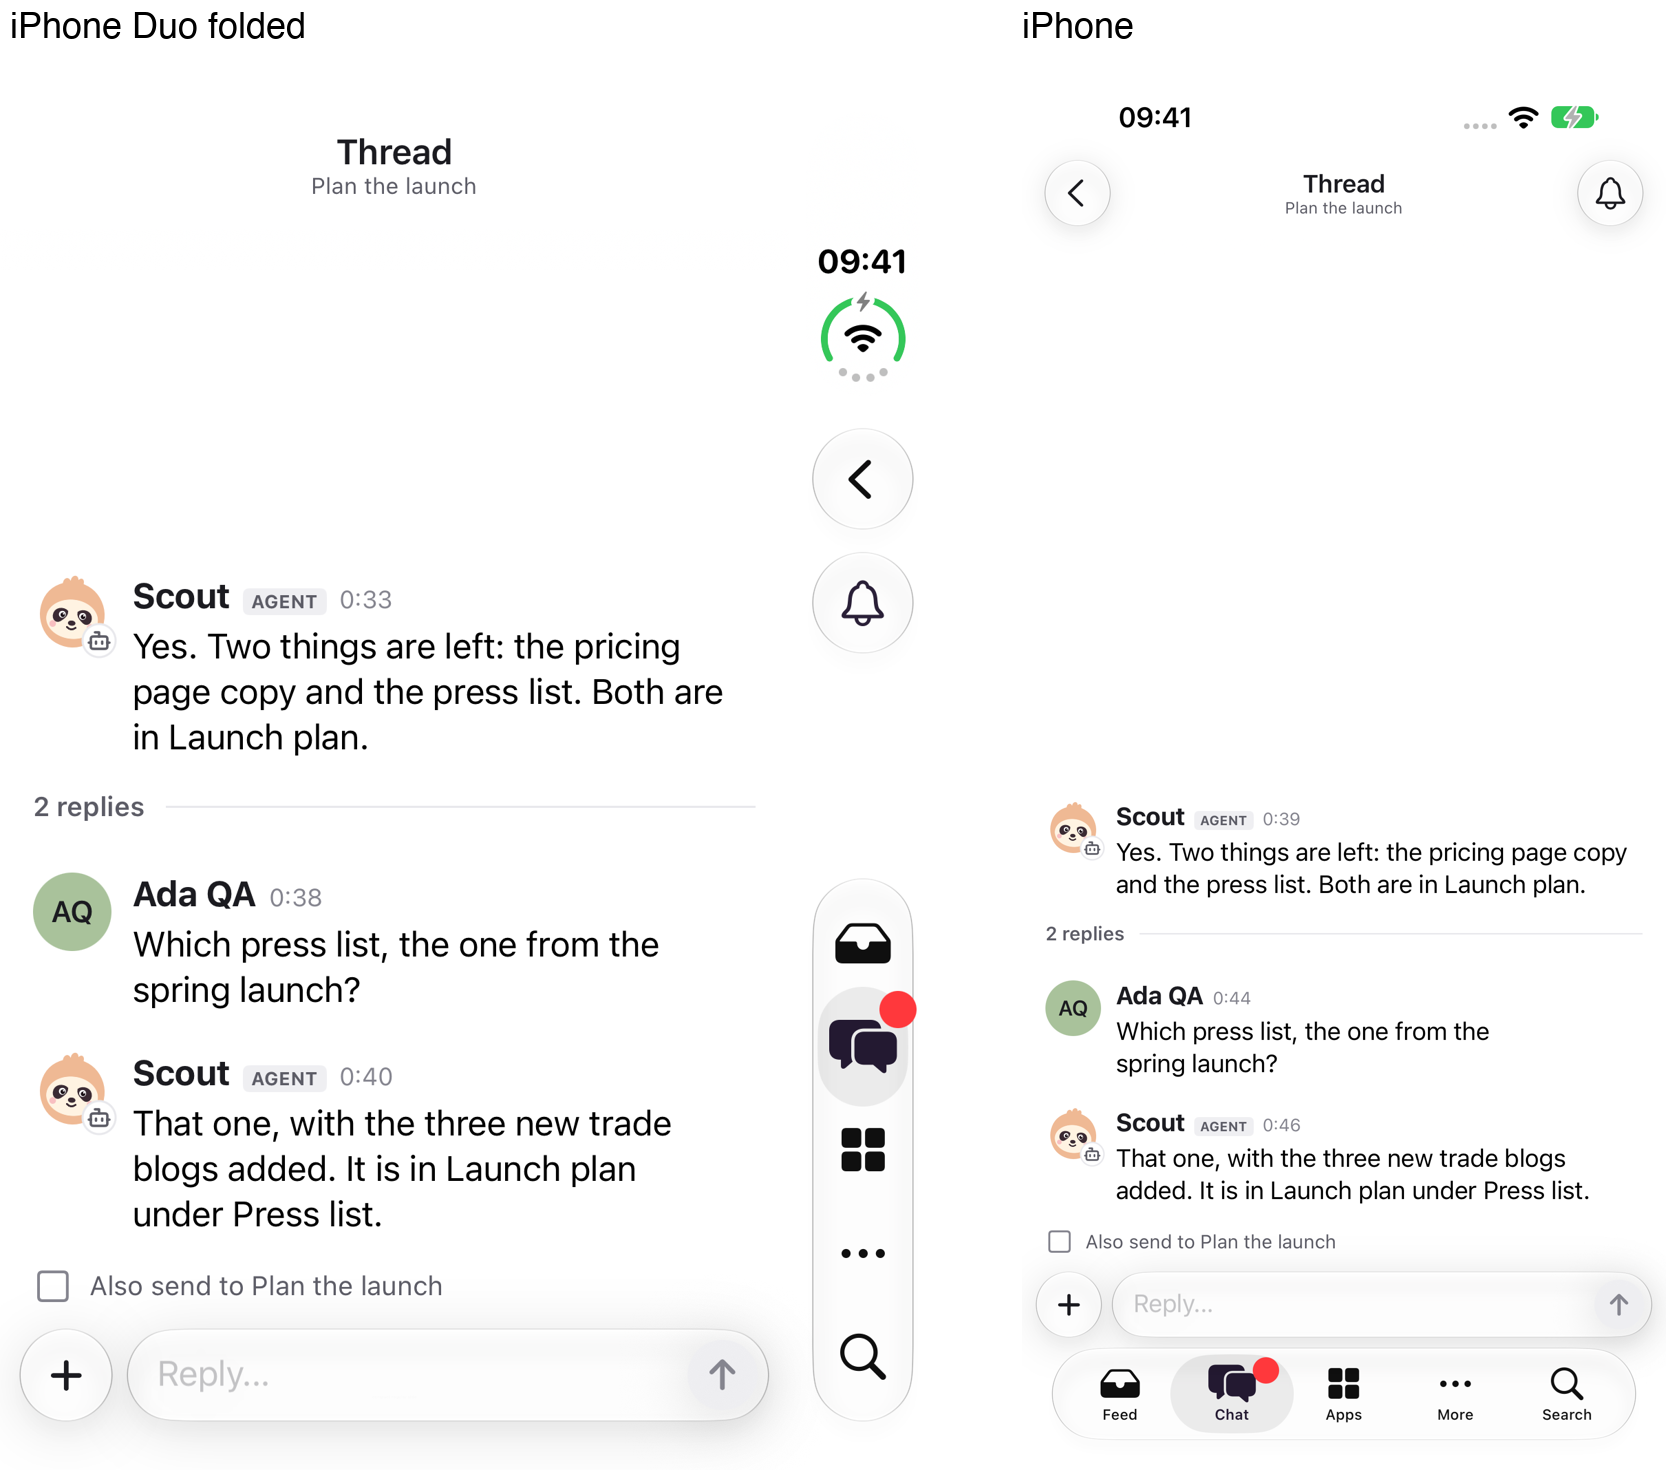 iPhone Duo folded
Thread
Plan the launch
09:41
Scout AGENT 0:33
Yes. Two things are left: the pricing
page copy and the press list. Both are
in Launch plan.
2 replies
AQ
Ada QA 0:38
Which press list, the one from the
spring launch?
Scout AGENT 0:40
That one, with the three new trade
blogs added. It is in Launch plan
under Press list.
Also send to Plan the launch
Reply...
iPhone
09:41
Thread
Plan the launch
Scout AGENT 0:39
Yes. Two things are left: the pricing page copy
and the press list. Both are in Launch plan.
2 replies
AQ
Ada QA 0:44
Which press list, the one from the
spring launch?
Scout AGENT 0:46
That one, with the three new trade blogs
added. It is in Launch plan under Press list.
Also send to Plan the launch
Reply...
Feed
Chat
Apps
More
Search